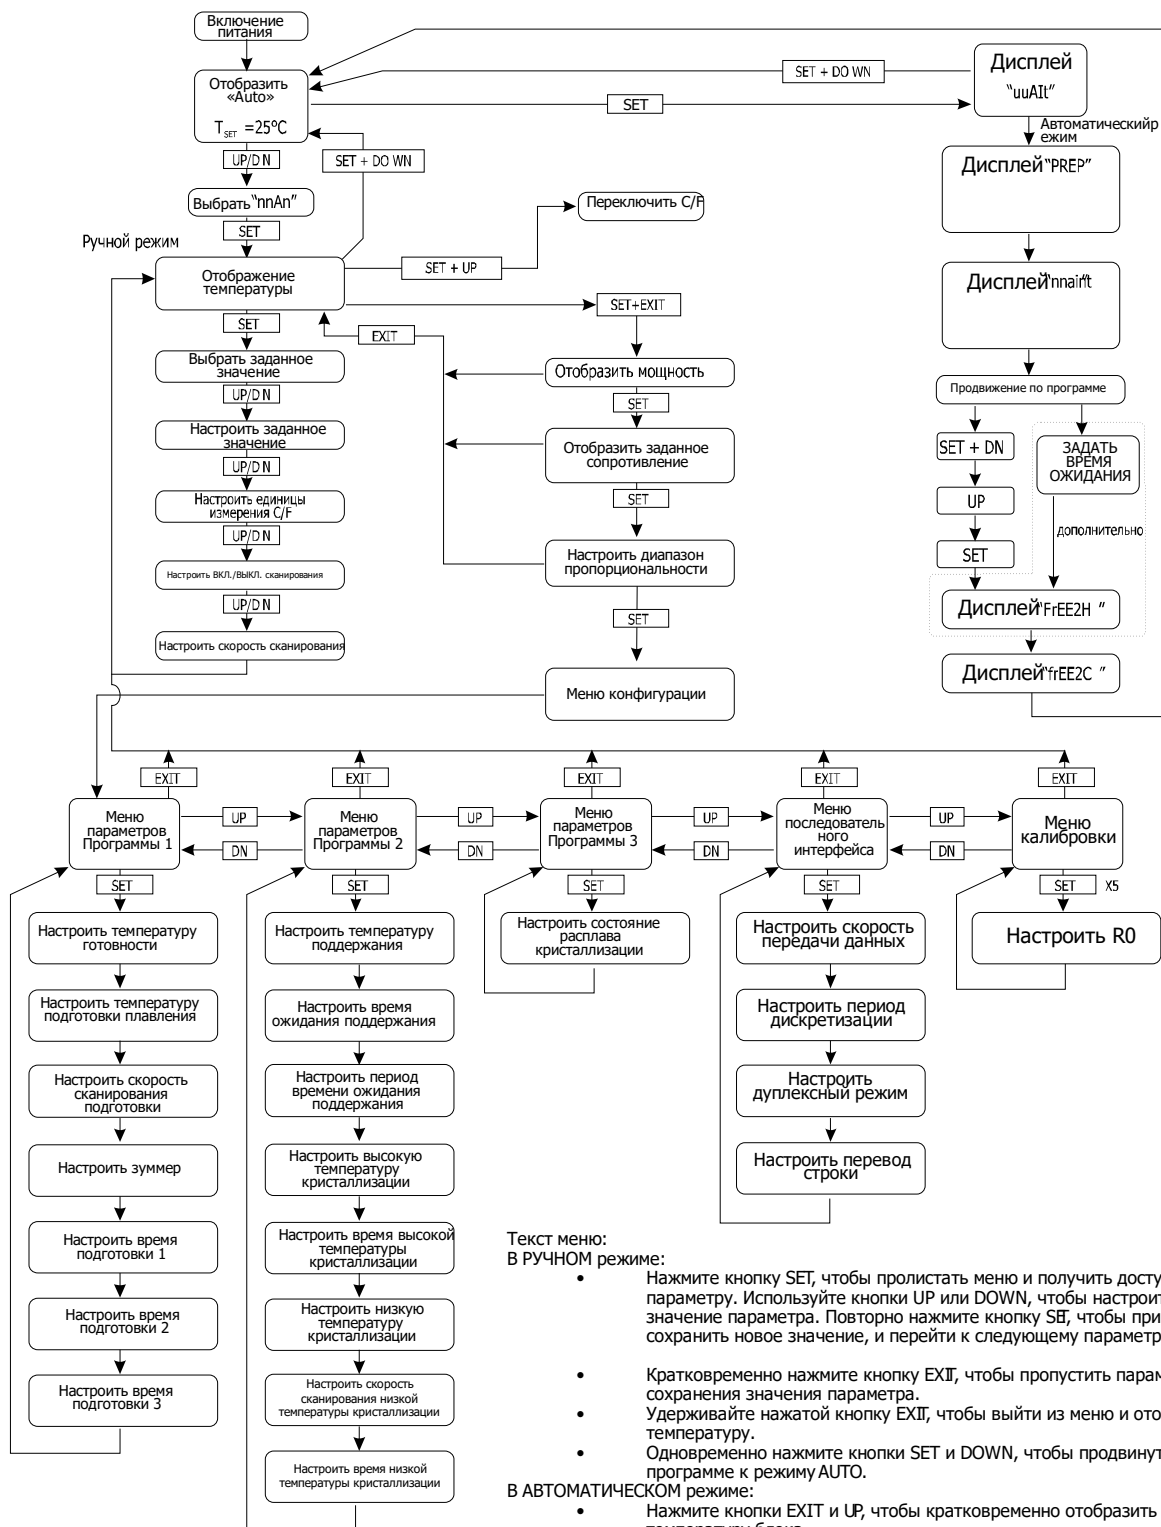 Включение
питания
Отобразить
«Auto»
T SET =25°C
UP/DN
Выбрать "nnAn"
SET
Ручной режим
Отображение
температуры
SET
Выбрать заданное
значение
UP/DN
Настроить заданное
значение
UP/DN
Настроить единицы
измерения C/F
UP/DN
Настроить ВКЛ./ВЫКЛ. сканирования
UP/DN
Настроить скорость сканирования
SET + DO WN
SET
SET + DO WN
SET + UP
Переключить C/F
SET+EXIT
EXIT
Отобразить мощность
SET
Отобразить заданное
сопротивление
SET
Настроить диапазон
пропорциональности
SET
Меню конфигурации
Дисплей
"uuAIt"
Автоматическийр
ежим
Дисплей"PREP"
Дисплей"nnair"t
Продвижение по программе
SET + DN
UP
SET
ЗАДАТЬ
ВРЕМЯ
ОЖИДАНИЯ
дополнительно
Дисплей"FrEE2H "
Дисплей"frEE2C "
EXIT
EXIT
EXIT
EXIT
EXIT
Меню
параметров
Программы 1
UP
DN
Меню
параметров
Программы 2
UP
DN
Меню
параметров
Программы 3
UP
DN
Меню
последователь
ного
интерфейса
UP
DN
Меню
калибровки
SET
Настроить температуру
готовности
Настроить температуру
подготовки плавления
Настроить скорость
сканирования
подготовки
Настроить зуммер
Настроить время
подготовки 1
Настроить время
подготовки 2
Настроить время
подготовки 3
SET
Настроить температуру
поддержания
Настроить время
ожидания поддержания
Настроить период
времени ожидания
поддержания
Настроить высокую
температуру
кристаллизации
Настроить время высокой
температуры
кристаллизации
Настроить низкую
температуру
кристаллизации
Настроить скорость
сканирования низкой
температуры кристаллизации
Настроить время низкой
температуры кристаллизации
SET
Настроить состояние
расплава
кристаллизации
SET
Настроить скорость
передачи данных
Настроить период
дискретизации
Настроить
дуплексный режим
Настроить перевод
строки
SET X5
Настроить R0
Текст меню:
В РУЧНОМ режиме:
• Нажмите кнопку SET, чтобы пролистать меню и получить досту
параметру. Используйте кнопки UP или DOWN, чтобы настроит
значение параметра. Повторно нажмите кнопку SET, чтобы при
сохранить новое значение, и перейти к следующему параметр
• Кратковременно нажмите кнопку EXIT, чтобы пропустить парам
сохранения значения параметра.
• Удерживайте нажатой кнопку EXIT, чтобы выйти из меню и ото
температуру.
• Одновременно нажмите кнопки SET и DOWN, чтобы продвинут
программе к режиму AUTO.
В АВТОМАТИЧЕСКОМ режиме:
• Нажмите кнопки EXIT и UP, чтобы кратковременно отобразить